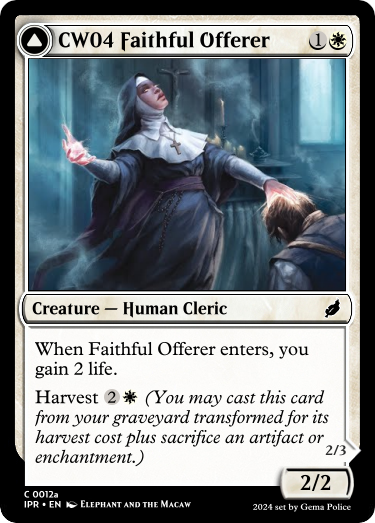 CW04 Faithful Offerer 1
Creature — Human Cleric
When Faithful Offerer enters, you
gain 2 life.
Harvest 2 (You may cast this card
from your graveyard transformed for its
harvest cost plus sacrifice an artifact or
enchantment.)
2/3
2/2
C 0012a
IPR • EN Elephant and the Macaw
2024 set by Gema Police